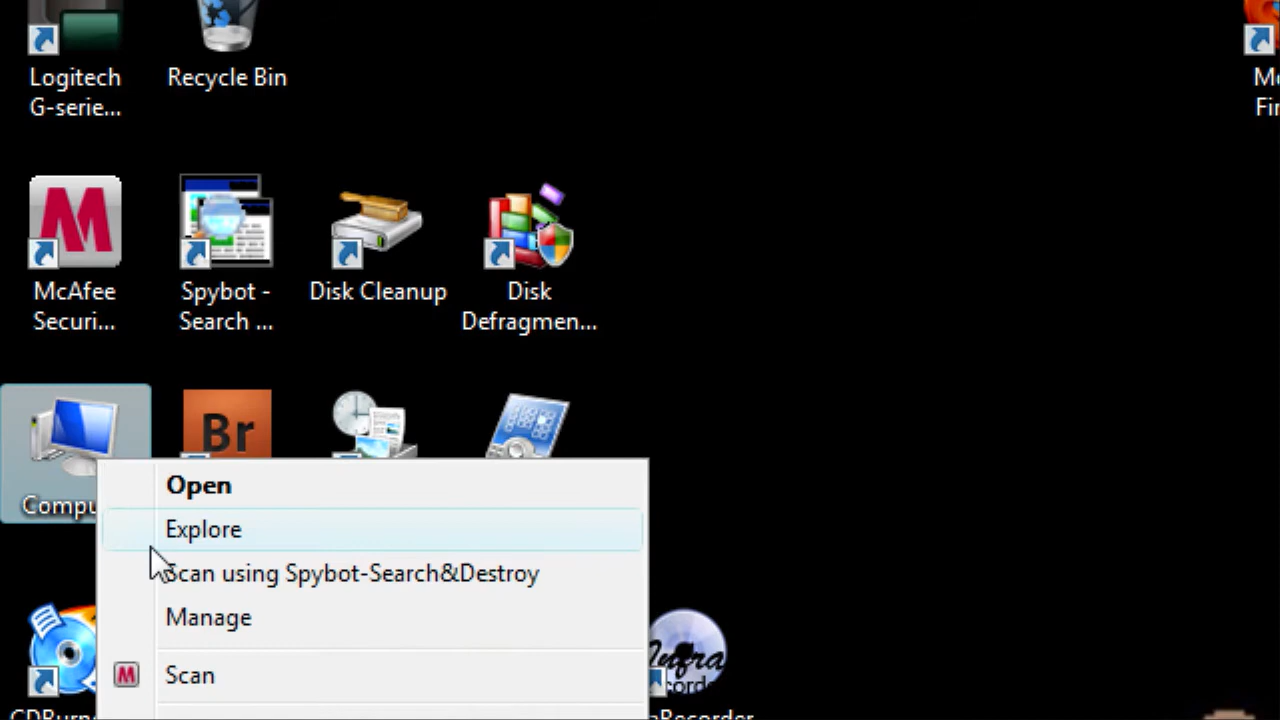 Logitech
G-serie...
Recycle Bin
McAfee
Securi...
Spybot -
Search ...
Disk Cleanup
Disk
Defragmen...
Br
Open
Explore
Scan using Spybot-Search&Destroy
Manage
M Scan
Infra